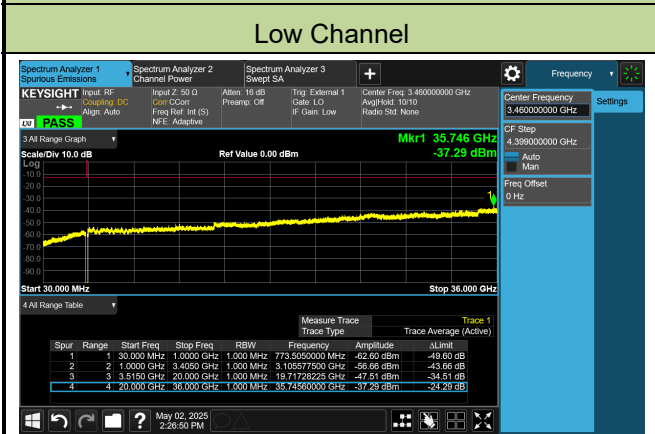 Low Channel
Spectrum Analyzer 1
Spurious Emissions
Spectrum Analyzer 2
Channel Power
Spectrum Analyzer 3
Swept SA
Frequency
KEYSIGHT
Input: RF
Coupling: DC
Align: Auto
Input Z: 50 Ω
Corr CCorr
Freq Ref: Int (S)
NFE: Adaptive
Atten: 16 dB
Preamp: Off
Trig: External 1
Gate: LO
IF Gain: Low
Center Freq: 3.460000000 GHz
Avg|Hold: 10/10
Radio Std: None
LXI PASS
Center Frequency
3.460000000 GHz
Settings
CF Step
4.399000000 GHz
Auto
Man
Freq Offset
0 Hz
3 All Range Graph
Mkr1 35.746 GHz
-37.29 dBm
Scale/Div 10.0 dB
Ref Value 0.00 dBm
Log
-10.0
-20.0
-30.0
-40.0
-50.0
-60.0
-70.0
-80.0
-90.0
1
Start 30.000 MHz
Stop 36.000 GHz
4 All Range Table
Measure Trace Trace 1
Trace Type Trace Average (Active)
Spur Range Start Freq Stop Freq RBW Frequency Amplitude ΔLimit
1 1 30.000 MHz 1.0000 GHz 1.000 MHz 773.5050000 MHz -62.60 dBm -49.60 dB
2 2 1.0000 GHz 3.4050 GHz 1.000 MHz 3.105577500 GHz -56.66 dBm -43.66 dB
3 3 3.5150 GHz 20.000 GHz 1.000 MHz 19.71728225 GHz -47.51 dBm -34.51 dB
4 4 20.000 GHz 36.000 GHz 1.000 MHz 35.74560000 GHz -37.29 dBm -24.29 dB
May 02, 2025
2:26:50 PM